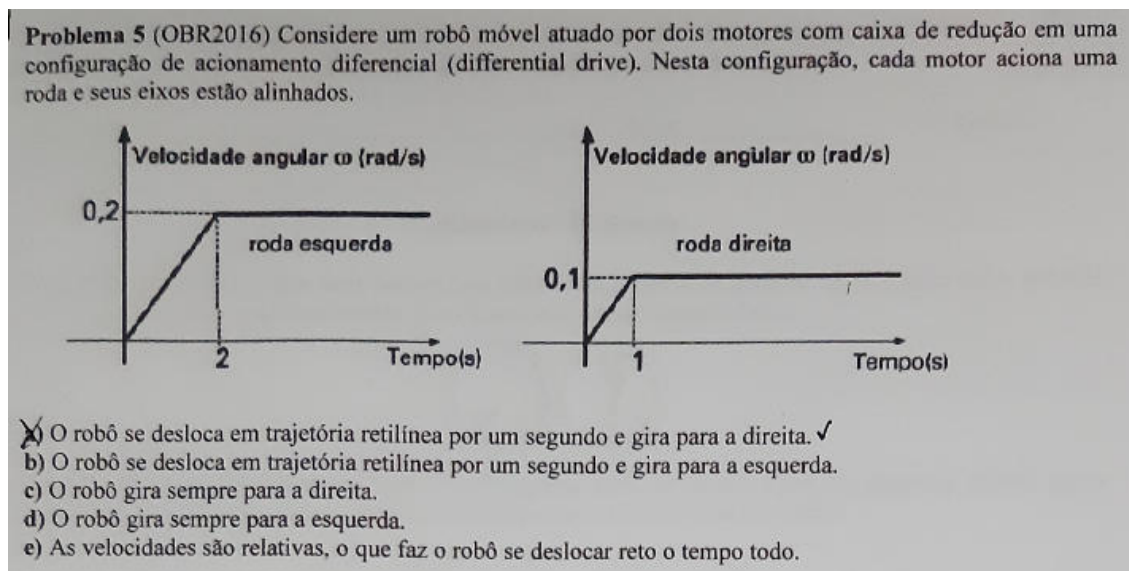 Problema 5 (OBR2016) Considere um robô móvel atuado por dois motores com caixa de redução em uma
configuração de acionamento diferencial (differential drive). Nesta configuração, cada motor aciona uma
roda e seus eixos estão alinhados.
Velocidade angular ω (rad/s)
0,2
roda esquerda
2
Tempo(s)
Velocidade angular ω (rad/s)
roda direita
0,1
1
Tempo(s)
a) O robô se desloca em trajetória retilínea por um segundo e gira para a direita. ✓
b) O robô se desloca em trajetória retilínea por um segundo e gira para a esquerda.
c) O robô gira sempre para a direita.
d) O robô gira sempre para a esquerda.
e) As velocidades são relativas, o que faz o robô se deslocar reto o tempo todo.